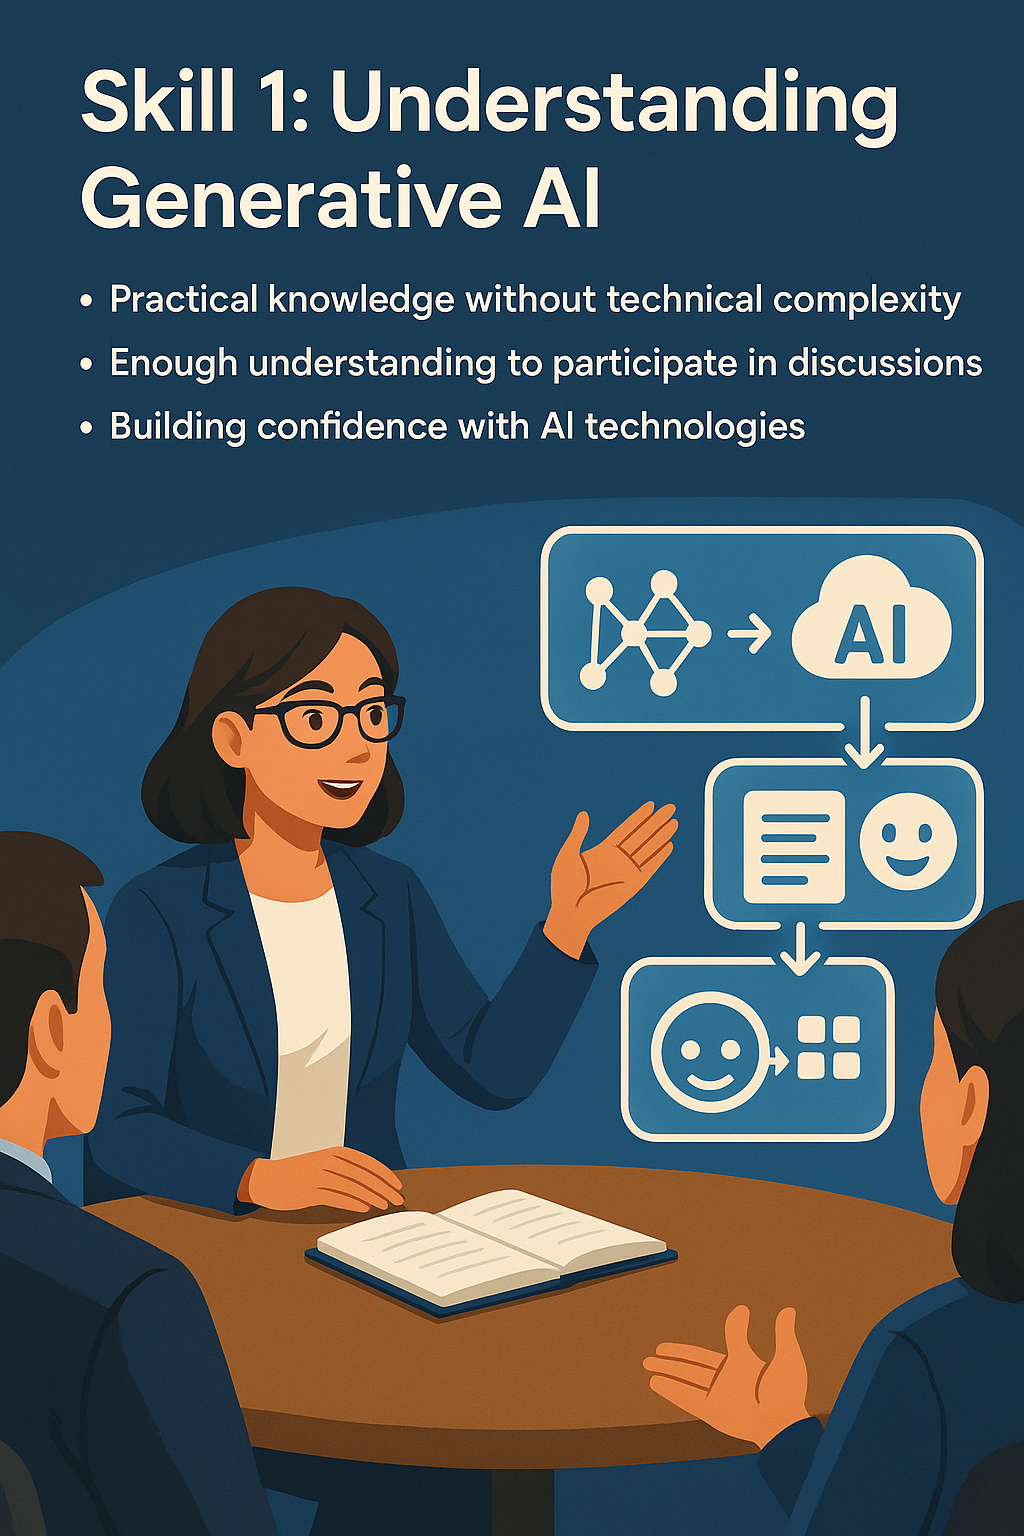 Skill 1: Understanding
Generative AI
• Practical knowledge without technical complexity
• Enough understanding to participate in discussions
• Building confidence with AI technologies
AI